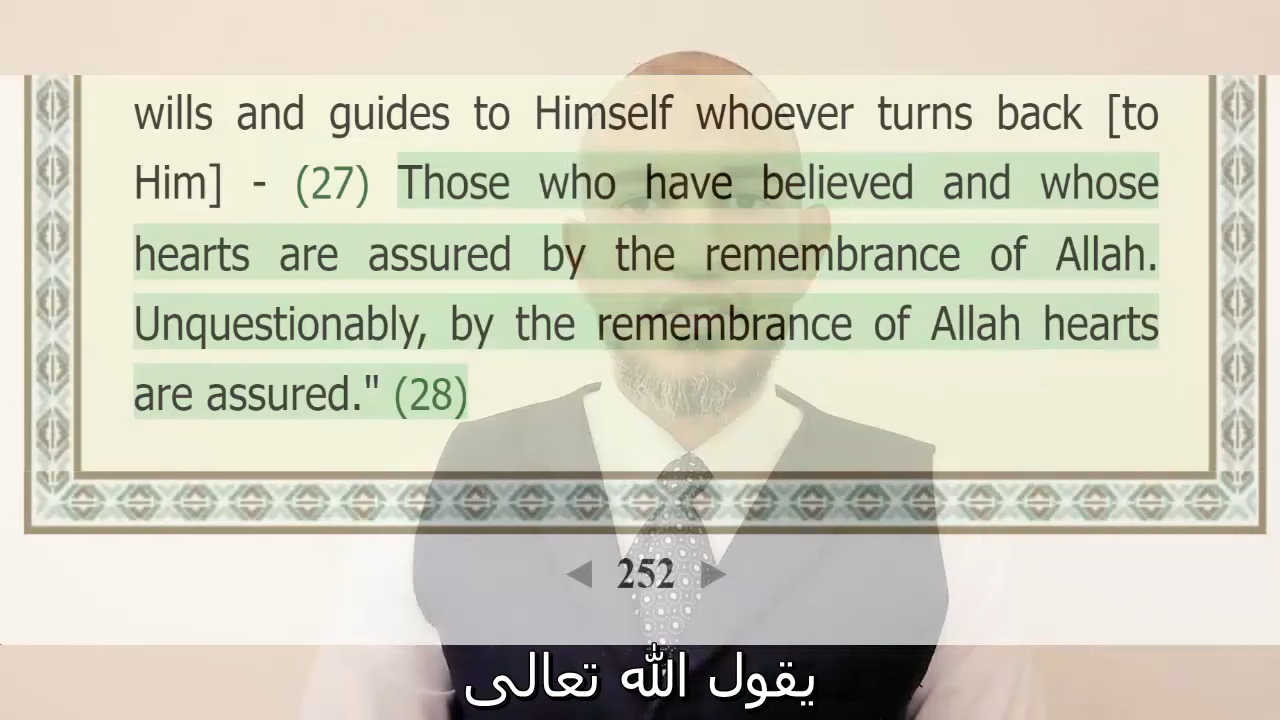 wills and guides to Himself whoever turns back [to
Him] - (27) Those who have believed and whose
hearts are assured by the remembrance of Allah.
Unquestionably, by the remembrance of Allah hearts
are assured." (28)
252
يقول الله تعالى